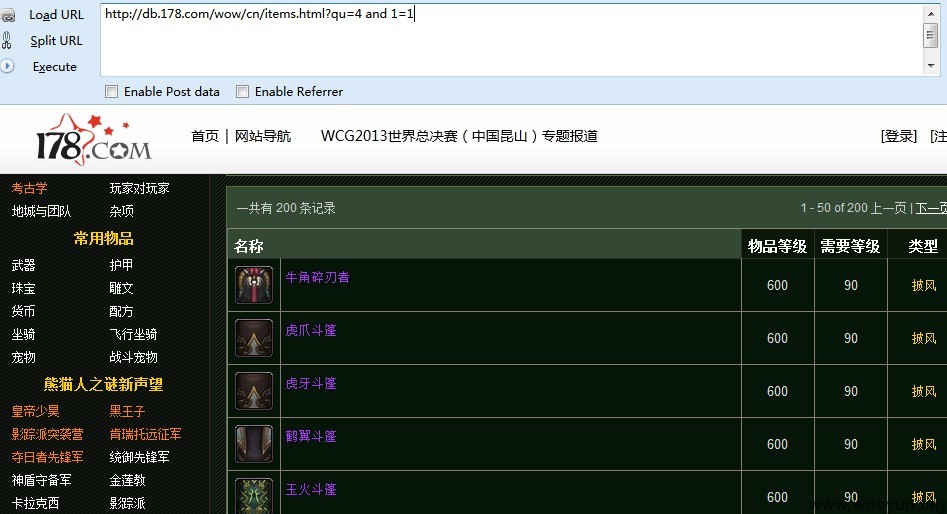 Load URL
http://db.178.com/wow/cn/items.html?qu=4 and 1=1
Split URL
Execute
Enable Post data
Enable Referrer
178.COM
首页 | 网站导航
WCG2013世界总决赛（中国昆山）专题报道
[登录]
[注
考古学
玩家对玩家
地城与团队
杂项
常用物品
武器
护甲
珠宝
雕文
货币
配方
坐骑
飞行坐骑
宠物
战斗宠物
熊猫人之谜新声望
皇帝少昊
黑王子
影踪派突袭营
肯瑞托远征军
夺日者先锋军
统御先锋军
神盾守备军
金莲教
卡拉克西
影踪派
一共有 200 条记录
1 - 50 of 200 上一页 | 下一页
名称
物品等级
需要等级
类型
牛角碎刃者
600
90
披风
虎爪斗篷
600
90
披风
虎牙斗篷
600
90
披风
鹤翼斗篷
600
90
披风
玉火斗篷
600
90
披风